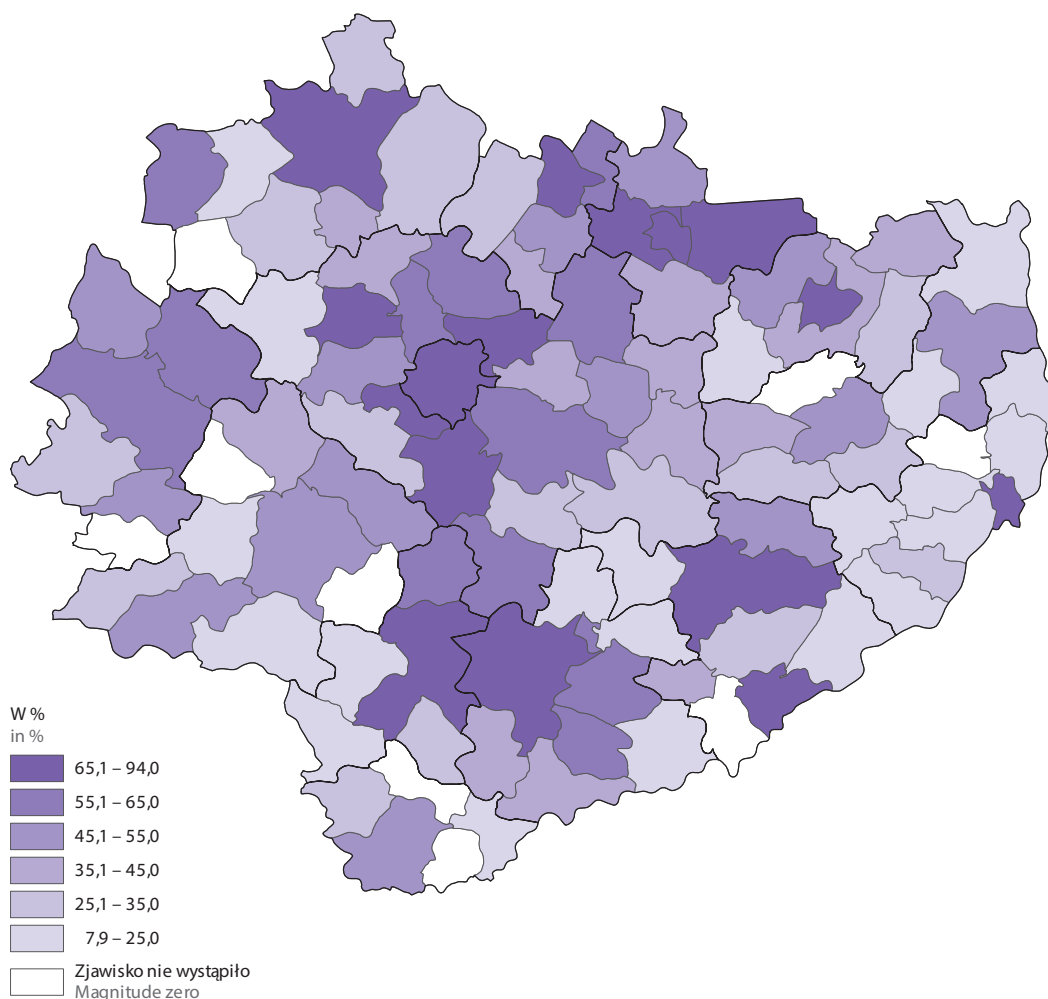 W %
in %
65,1 – 94,0
55,1 – 65,0
45,1 – 55,0
35,1 – 45,0
25,1 – 35,0
7,9 – 25,0
Zjawisko nie wystąpiło
Magnitude zero